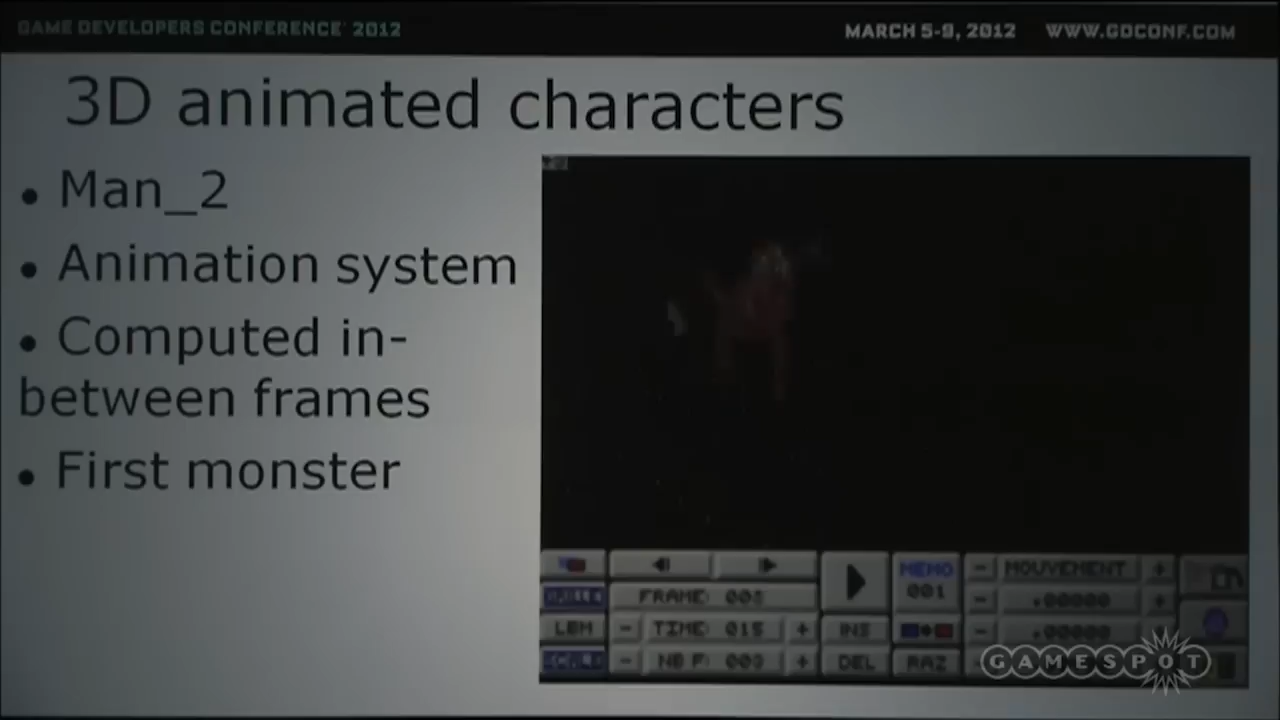 GAME DEVELOPERS CONFERENCE 2012
MARCH 5-9, 2012 WWW.GDCONF.COM
3D animated characters
• Man_2
• Animation system
• Computed in-
between frames
• First monster
MEMO
001
MOUVEMENT
FRAME:
+00000
LBM
TIME: 015
INS
+00000
NB F:
DEL
RAZ
GAMESPOT